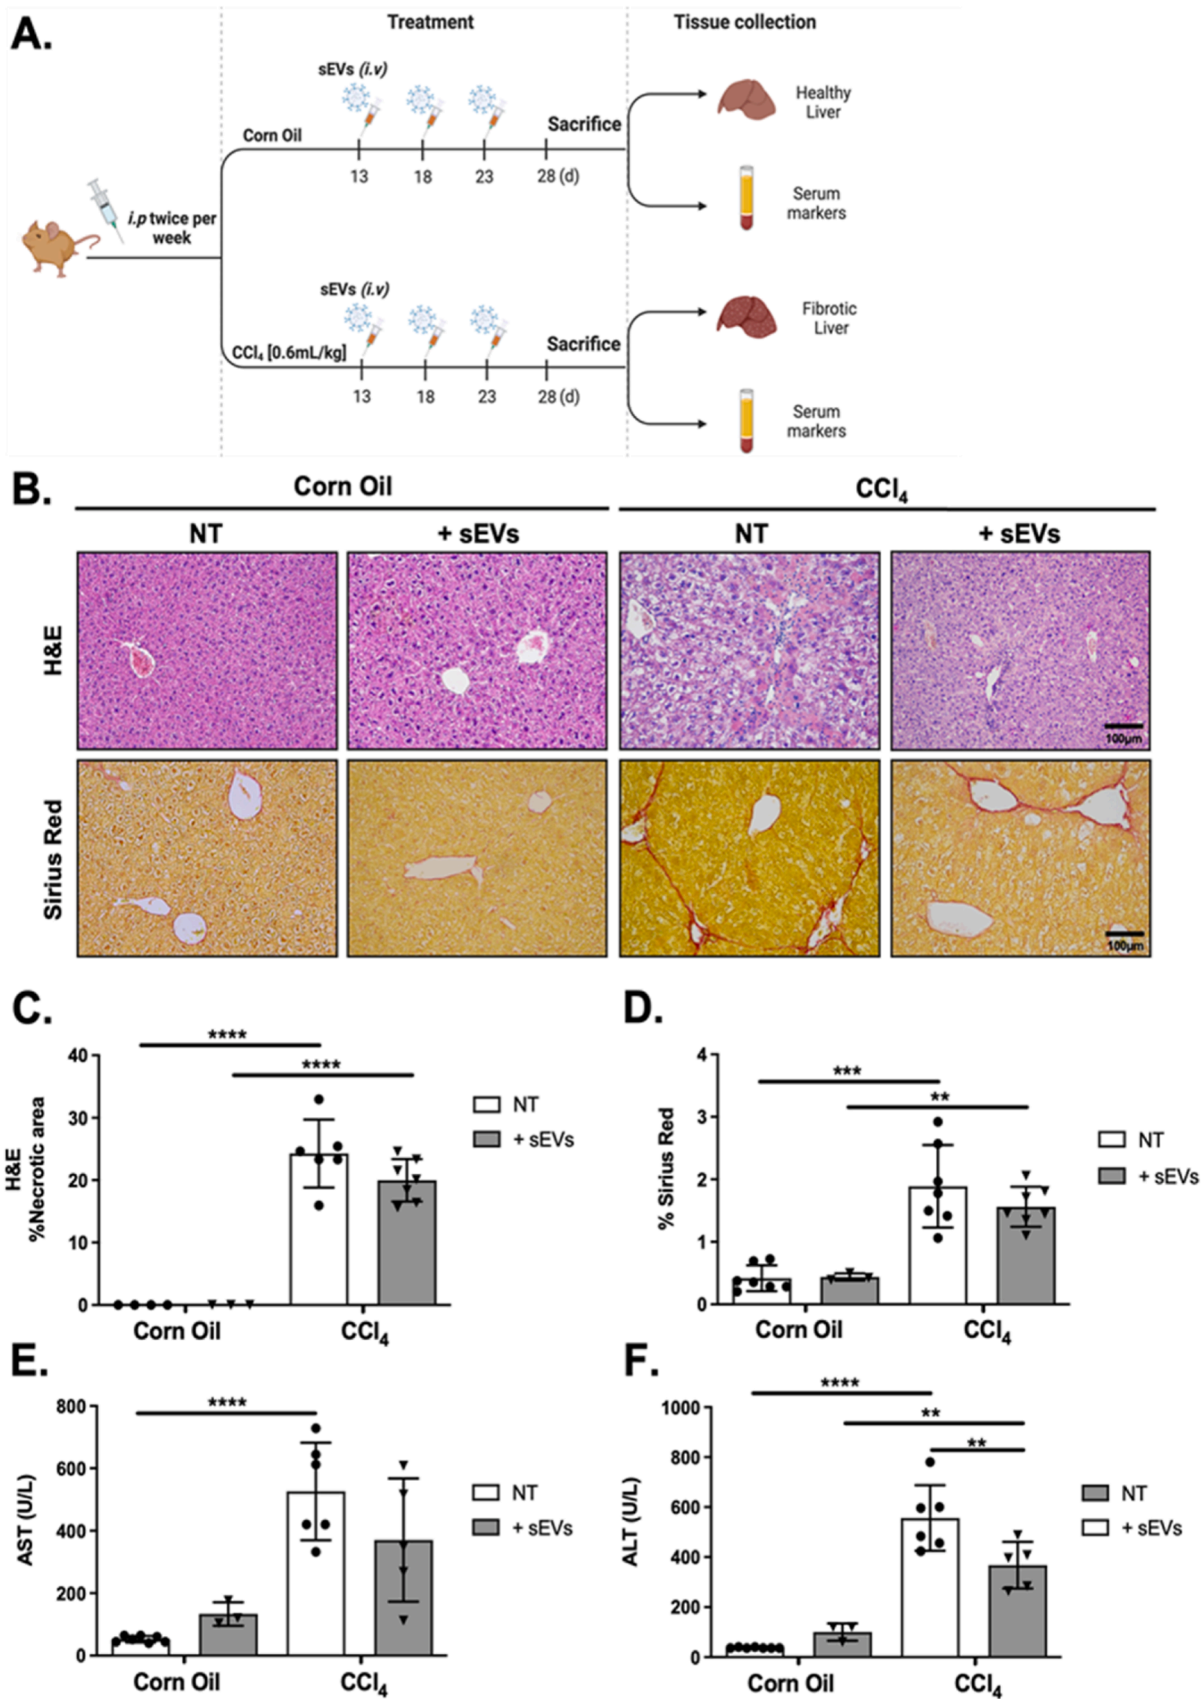 A.
Treatment
Tissue collection
sEVs (i.v)
Corn Oil
Sacrifice
13 18 23 28 (d)
Healthy
Liver
Serum
markers
i.p twice per
week
sEVs (i.v)
CCl₄ [0.6mL/kg]
Sacrifice
13 18 23 28 (d)
Fibrotic
Liver
Serum
markers
B.
Corn Oil CCl₄
NT + sEVs NT + sEVs
H&E
100µm
Sirius Red
100µm
C.
****
****
H&E
%Necrotic area
40
30
20
10
0
Corn Oil CCl₄
NT
+ sEVs
D.
***
**
% Sirius Red
4
3
2
1
0
Corn Oil CCl₄
NT
+ sEVs
E.
****
AST (U/L)
800
600
400
200
0
Corn Oil CCl₄
NT
+ sEVs
F.
****
**
**
ALT (U/L)
1000
800
600
400
200
0
Corn Oil CCl₄
NT
+ sEVs